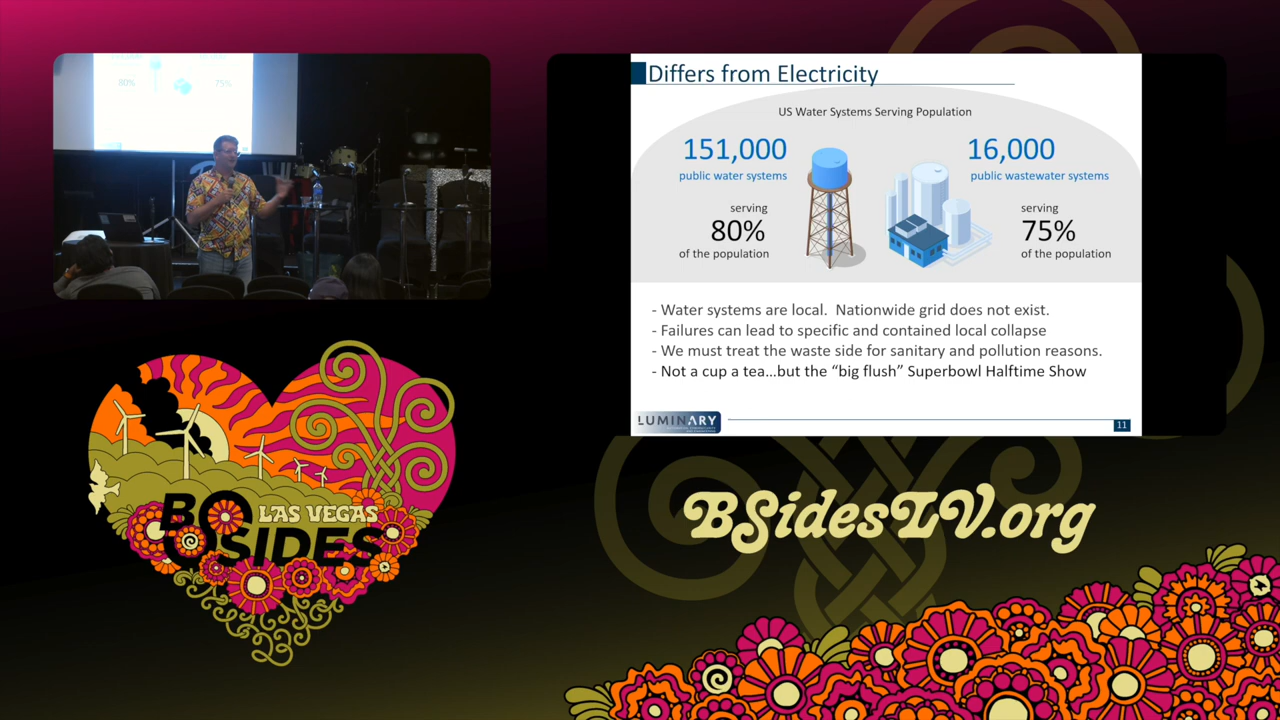 80%
75%
Differs from Electricity
US Water Systems Serving Population
151,000
public water systems
16,000
public wastewater systems
serving
80%
of the population
serving
75%
of the population
- Water systems are local. Nationwide grid does not exist.
- Failures can lead to specific and contained local collapse
- We must treat the waste side for sanitary and pollution reasons.
- Not a cup a tea...but the “big flush” Superbowl Halftime Show
LUMINARY
11
BSIDES
LAS VEGAS
23
BSidesLV.org